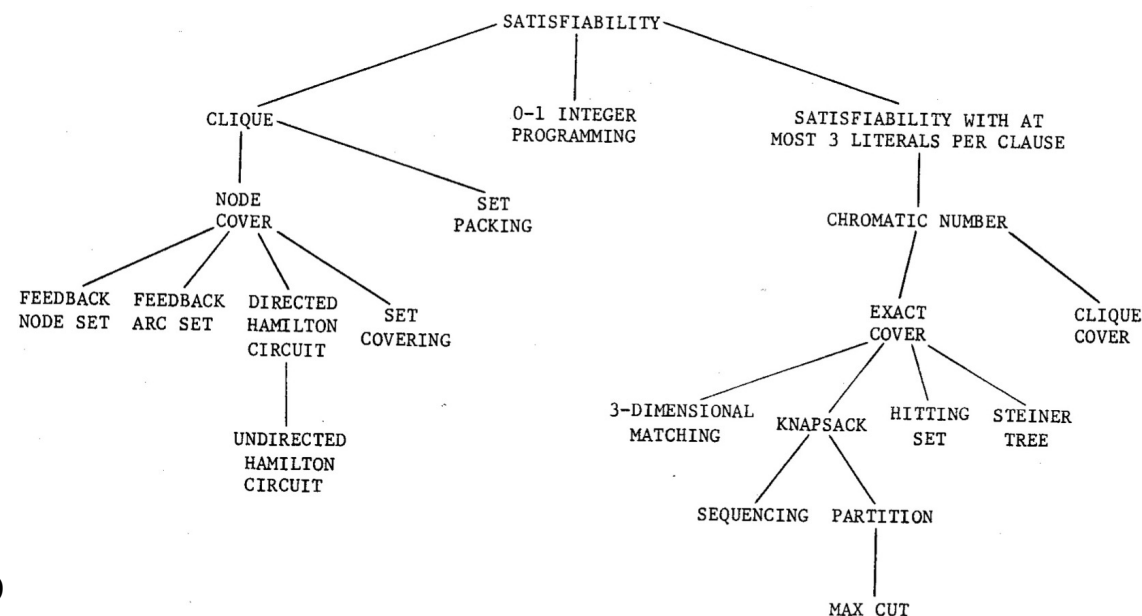 SATISFIABILITY
CLIQUE
0-1 INTEGER
PROGRAMMING
SATISFIABILITY WITH AT
MOST 3 LITERALS PER CLAUSE
NODE
COVER
SET
PACKING
CHROMATIC NUMBER
FEEDBACK
NODE SET
FEEDBACK
ARC SET
DIRECTED
HAMILTON
CIRCUIT
SET
COVERING
EXACT
COVER
CLIQUE
COVER
3-DIMENSIONAL
MATCHING
KNAPSACK
HITTING
SET
STEINER
TREE
UNDIRECTED
HAMILTON
CIRCUIT
SEQUENCING
PARTITION
MAX CUT